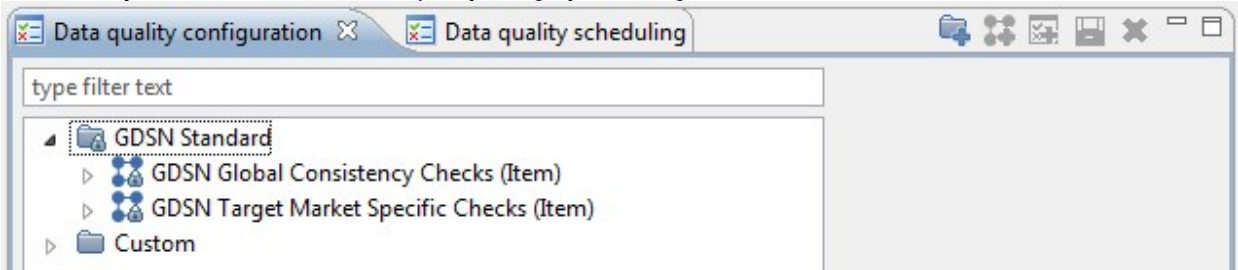 Data quality configuration Data quality scheduling
type filter text
GDSN Standard
GDSN Global Consistency Checks (Item)
GDSN Target Market Specific Checks (Item)
Custom